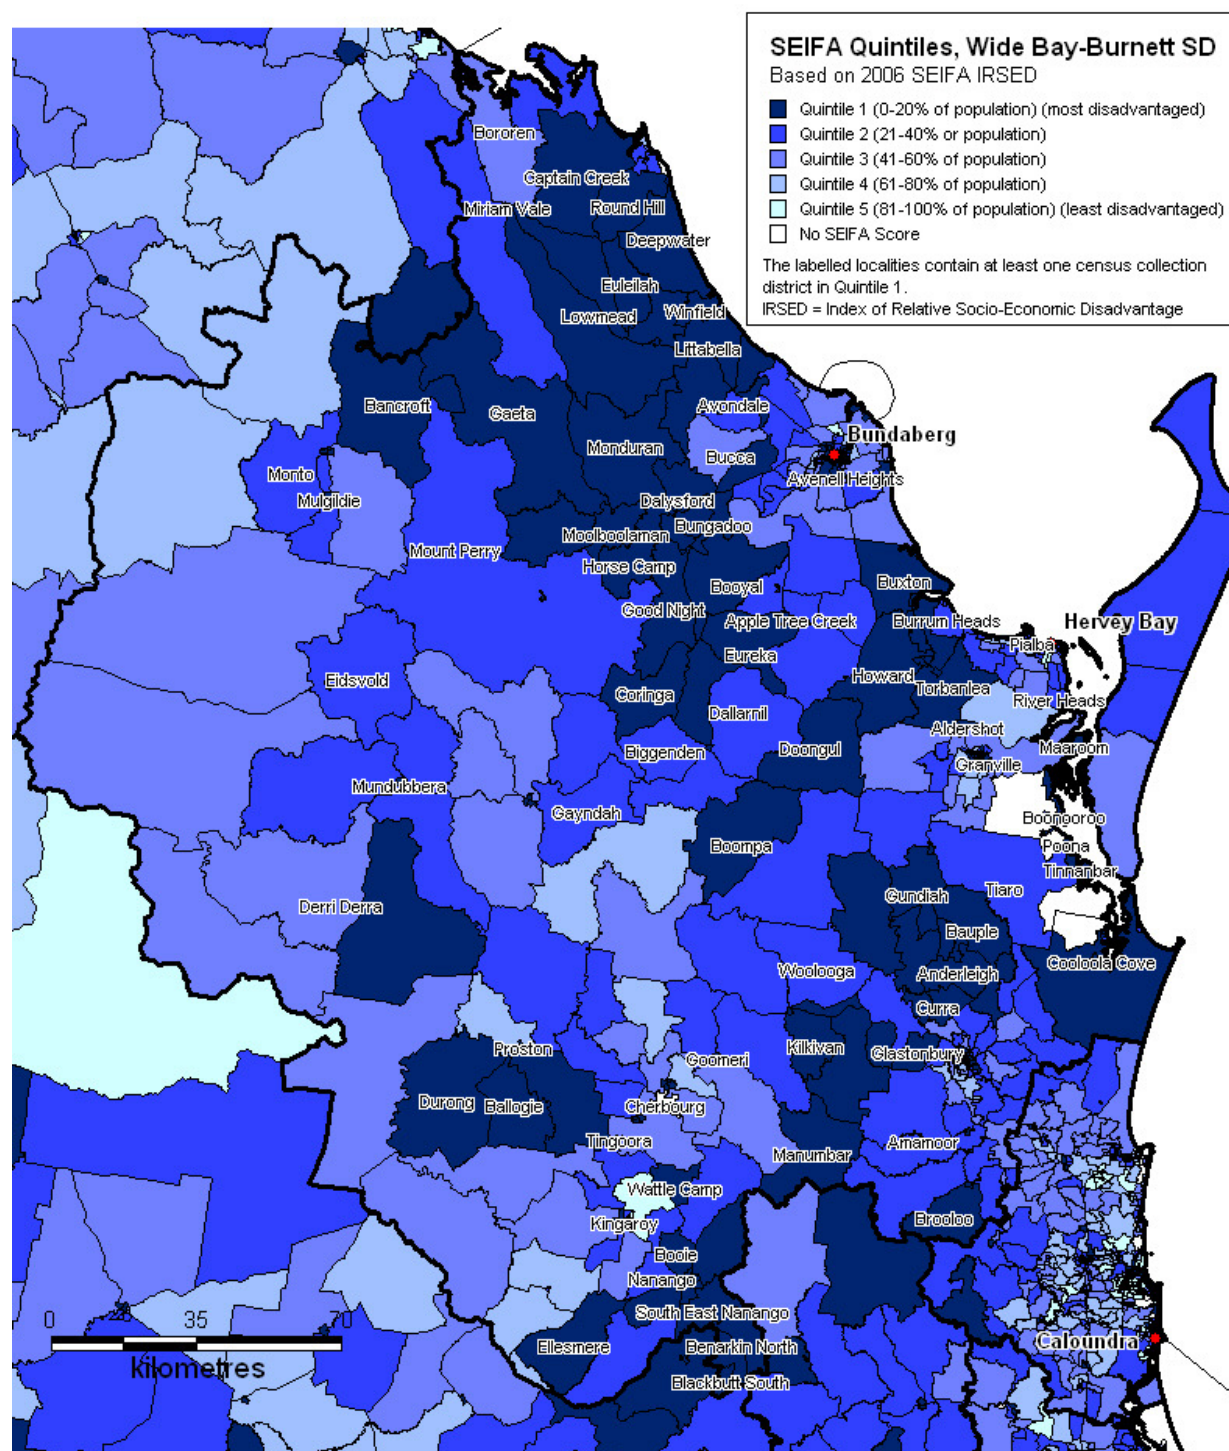 SEIFA Quintiles, Wide Bay-Burnett SD
Based on 2006 SEIFA IRSED
Quintile 1 (0-20% of population) (most disadvantaged)
Quintile 2 (21-40% or population)
Quintile 3 (41-60% of population)
Quintile 4 (61-80% of population)
Quintile 5 (81-100% of population) (least disadvantaged)
No SEIFA Score
The labelled localities contain at least one census collection
district in Quintile 1.
IRSED = Index of Relative Socio-Economic Disadvantage
Bororen
Captain Creek
Miriam Vale
Round Hill
Deepwater
Euleilah
Lowmead
Winfield
Littabella
Bancroft
Gaeta
Avondale
Bundaberg
Monduran
Bucca
Monto
Avenell Heights
Mulgildie
Dalysford
Bungadoo
Moolboolaman
Mount Perry
Horse Camp
Booyal
Buxton
Good Night
Apple Tree Creek
Burrum Heads
Hervey Bay
Pialba
Eureka
Howard
Eidsvold
Coringa
Torbanlea
River Heads
Dallarnil
Aldershot
Biggenden
Doongul
Maaroom
Granville
Mundubbera
Gayndah
Boonooroo
Boompa
Poona
Tinnanbar
Gundiah
Tiaro
Derri Derra
Bauple
Woolooga
Anderleigh
Cooloola Cove
Curra
Proston
Goomeri
Kilkivan
Glastonbury
Durong
Ballogie
Cherbourg
Tingoora
Amamoor
Manumbar
Wattle Camp
Kingaroy
Brooloo
Booie
Nanango
South East Nanango
Ellesmere
Benarkin North
Caloundra
Blackbutt South
0 28 35 70
kilometres